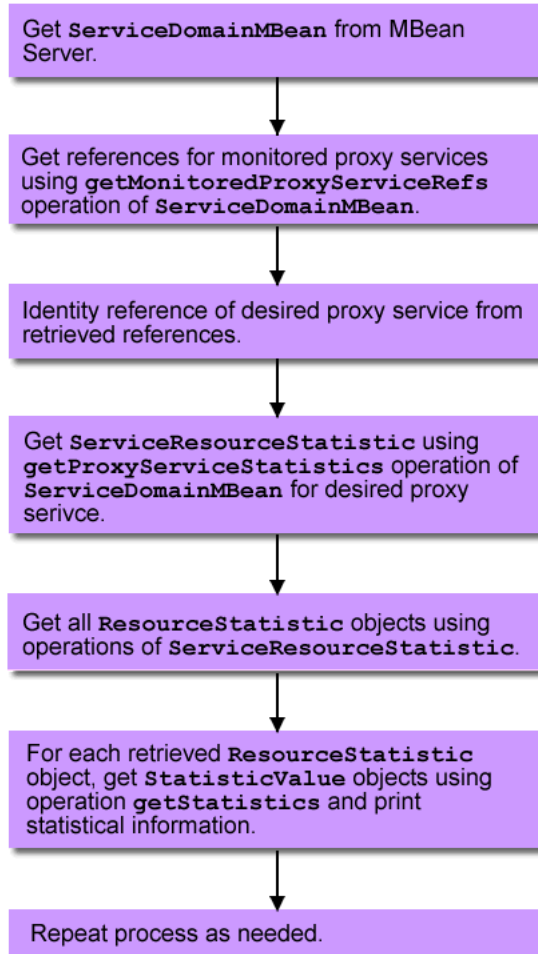 Get ServiceDomainMBean from MBean
Server.
Get references for monitored proxy services
using getMonitoredProxyServiceRefs
operation of ServiceDomainMBean.
Identity reference of desired proxy service from
retrieved references.
Get ServiceResourceStatistic using
getProxyServiceStatistics operation of
ServiceDomainMBean for desired proxy
serivce.
Get all ResourceStatistic objects using
operations of ServiceResourceStatistic.
For each retrieved ResourceStatistic
object, get StatisticValue objects using
operation getStatistics and print
statistical information.
Repeat process as needed.